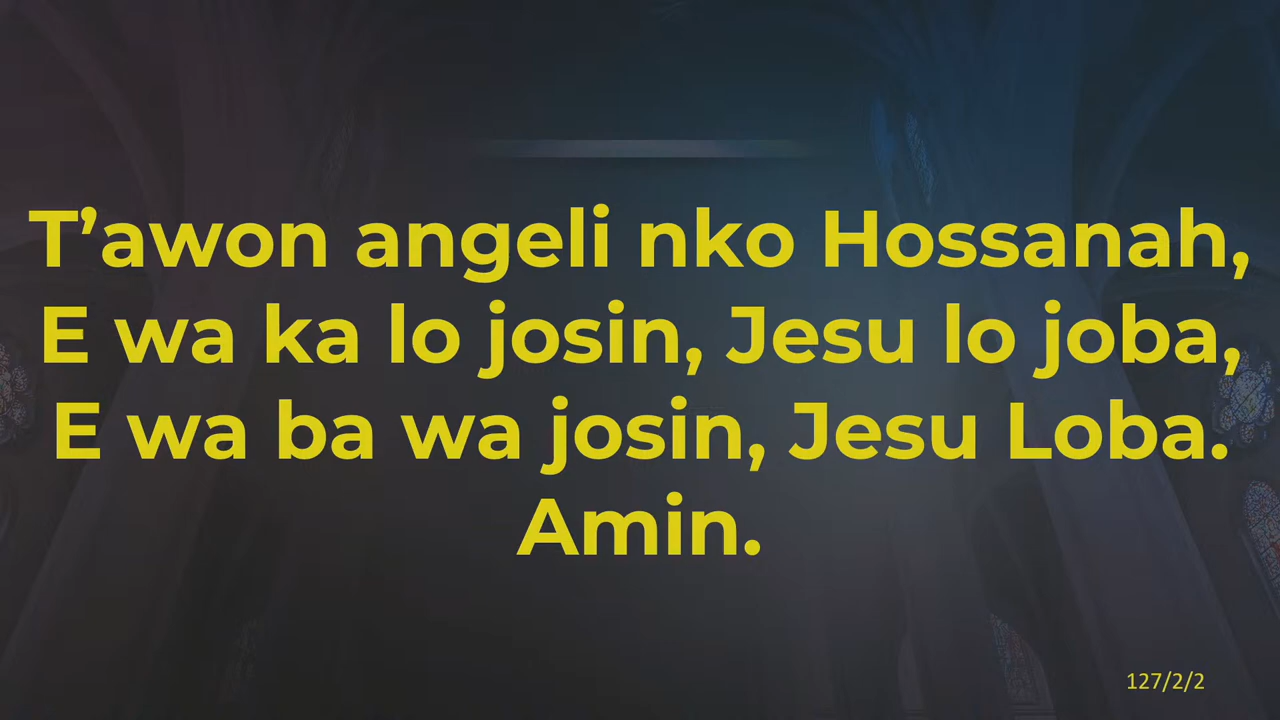 T’awon angeli nko Hossanah,
E wa ka lo josin, Jesu lo joba,
E wa ba wa josin, Jesu Loba.
Amin.
127/2/2